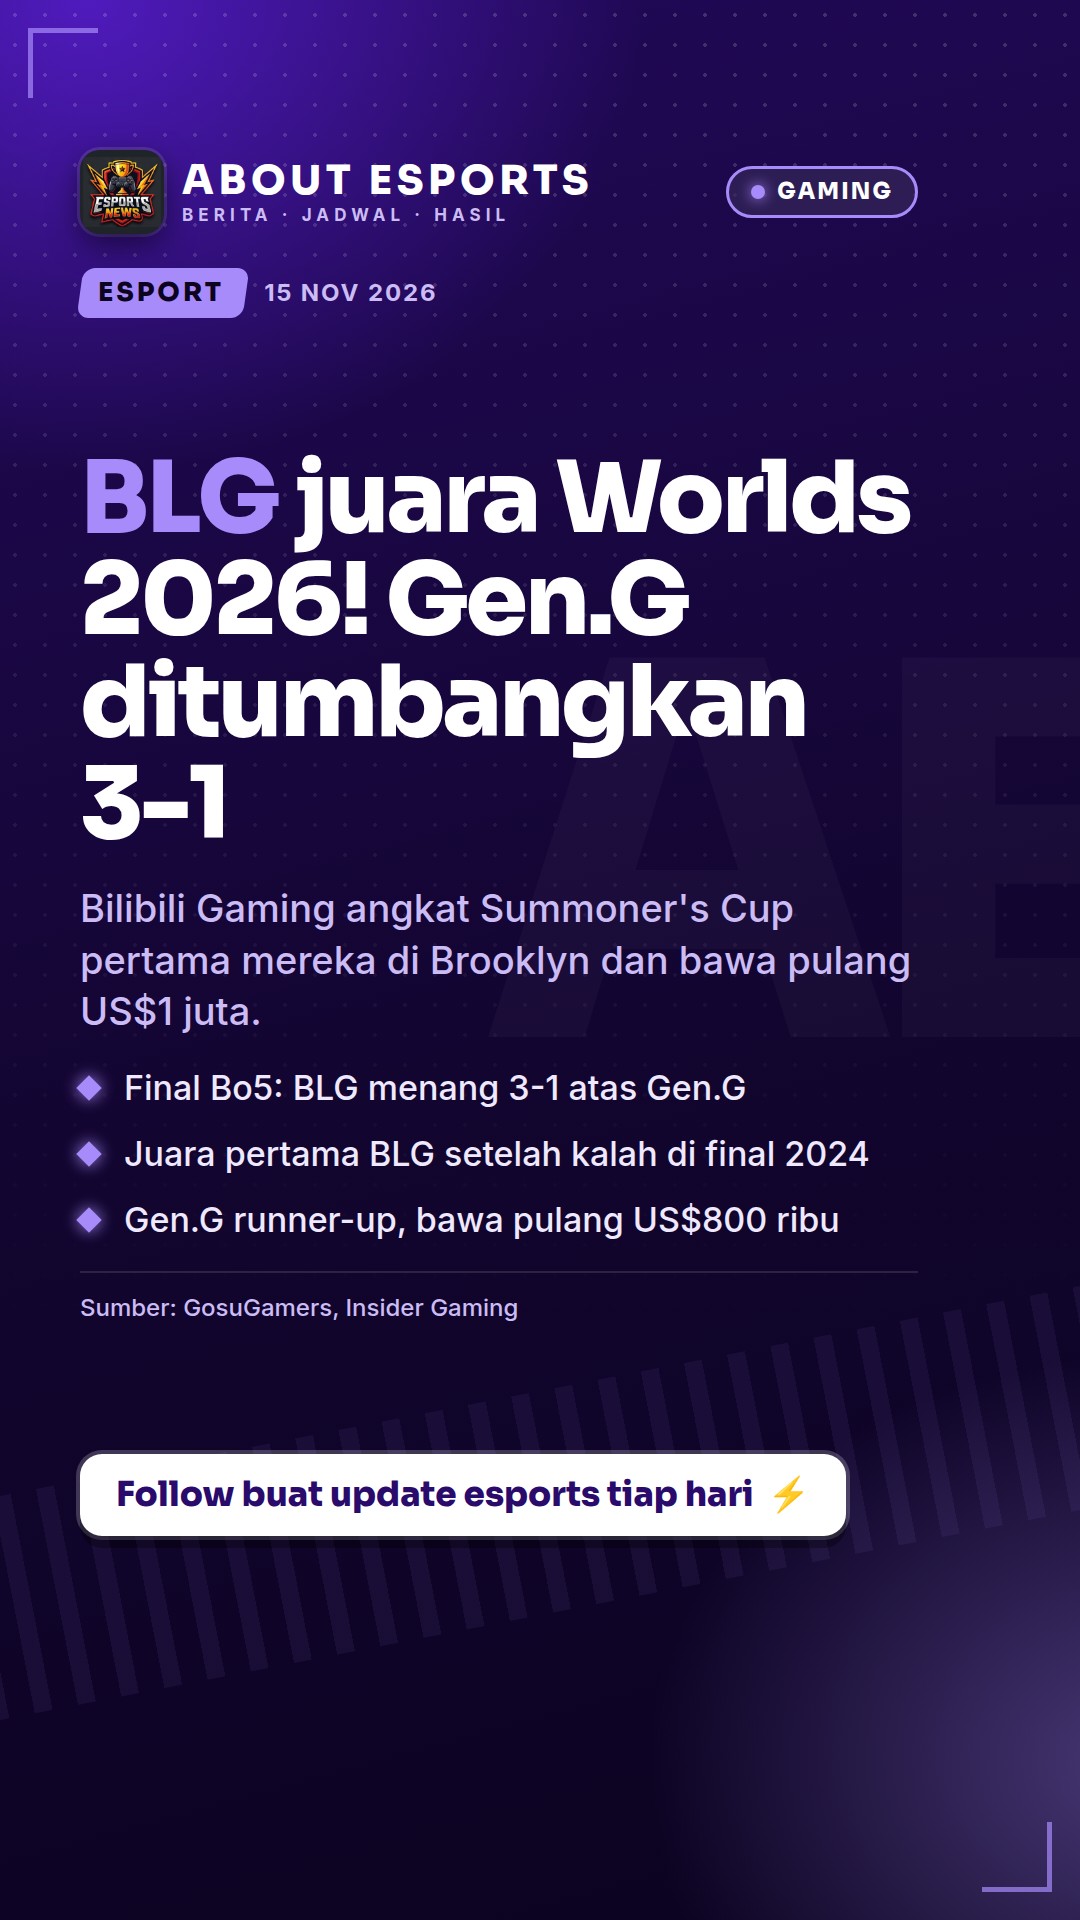 ESPORTS
NEWS
ABOUT ESPORTS
BERITA · JADWAL · HASIL
GAMING
ESPORT
15 NOV 2026
BLG juara Worlds
2026! Gen.G
ditumbangkan
3-1
Bilibili Gaming angkat Summoner's Cup
pertama mereka di Brooklyn dan bawa pulang
US$1 juta.
Final Bo5: BLG menang 3-1 atas Gen.G
Juara pertama BLG setelah kalah di final 2024
Gen.G runner-up, bawa pulang US$800 ribu
Sumber: GosuGamers, Insider Gaming
Follow buat update esports tiap hari ⚡
AE